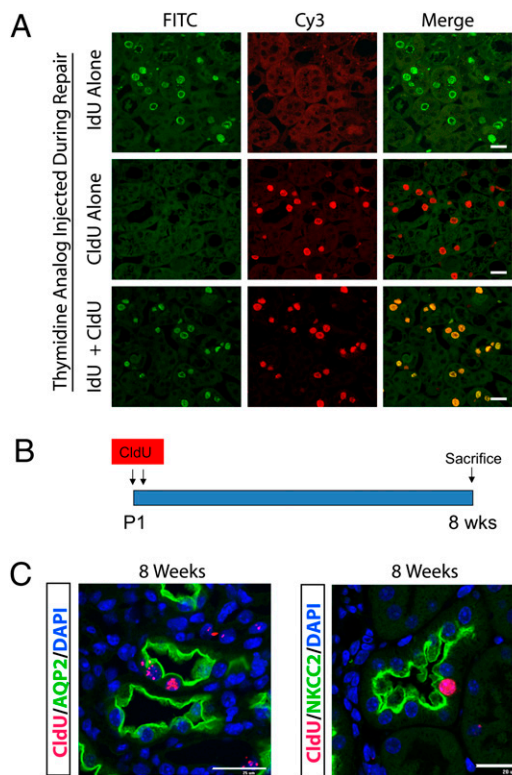 A
FITC Cy3 Merge
Thymidine Analog Injected During Repair
IdU Alone
CldU Alone
IdU + CldU
B
CldU
Sacrifice
P1 8 wks
C
8 Weeks 8 Weeks
CldU/AQP2/DAPI
CldU/NKCC2/DAPI